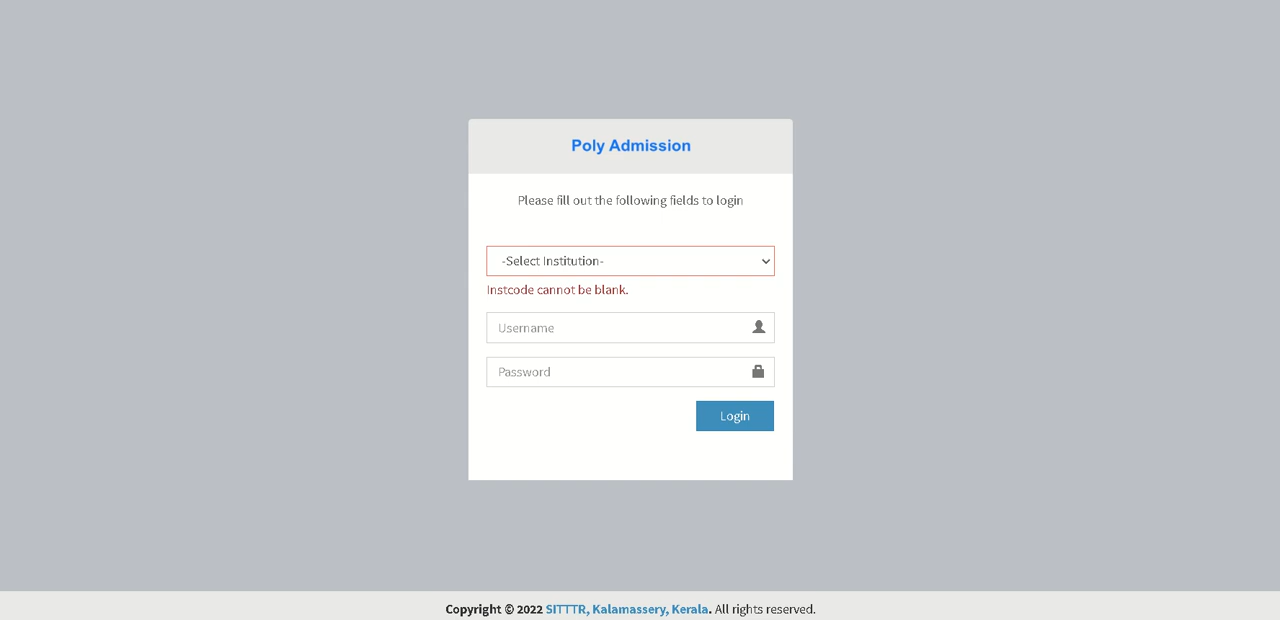 Poly Admission
Please fill out the following fields to login
-Select Institution-
Instcode cannot be blank.
Username
Password
Login
Copyright © 2022 SITTTR, Kalamassery, Kerala. All rights reserved.